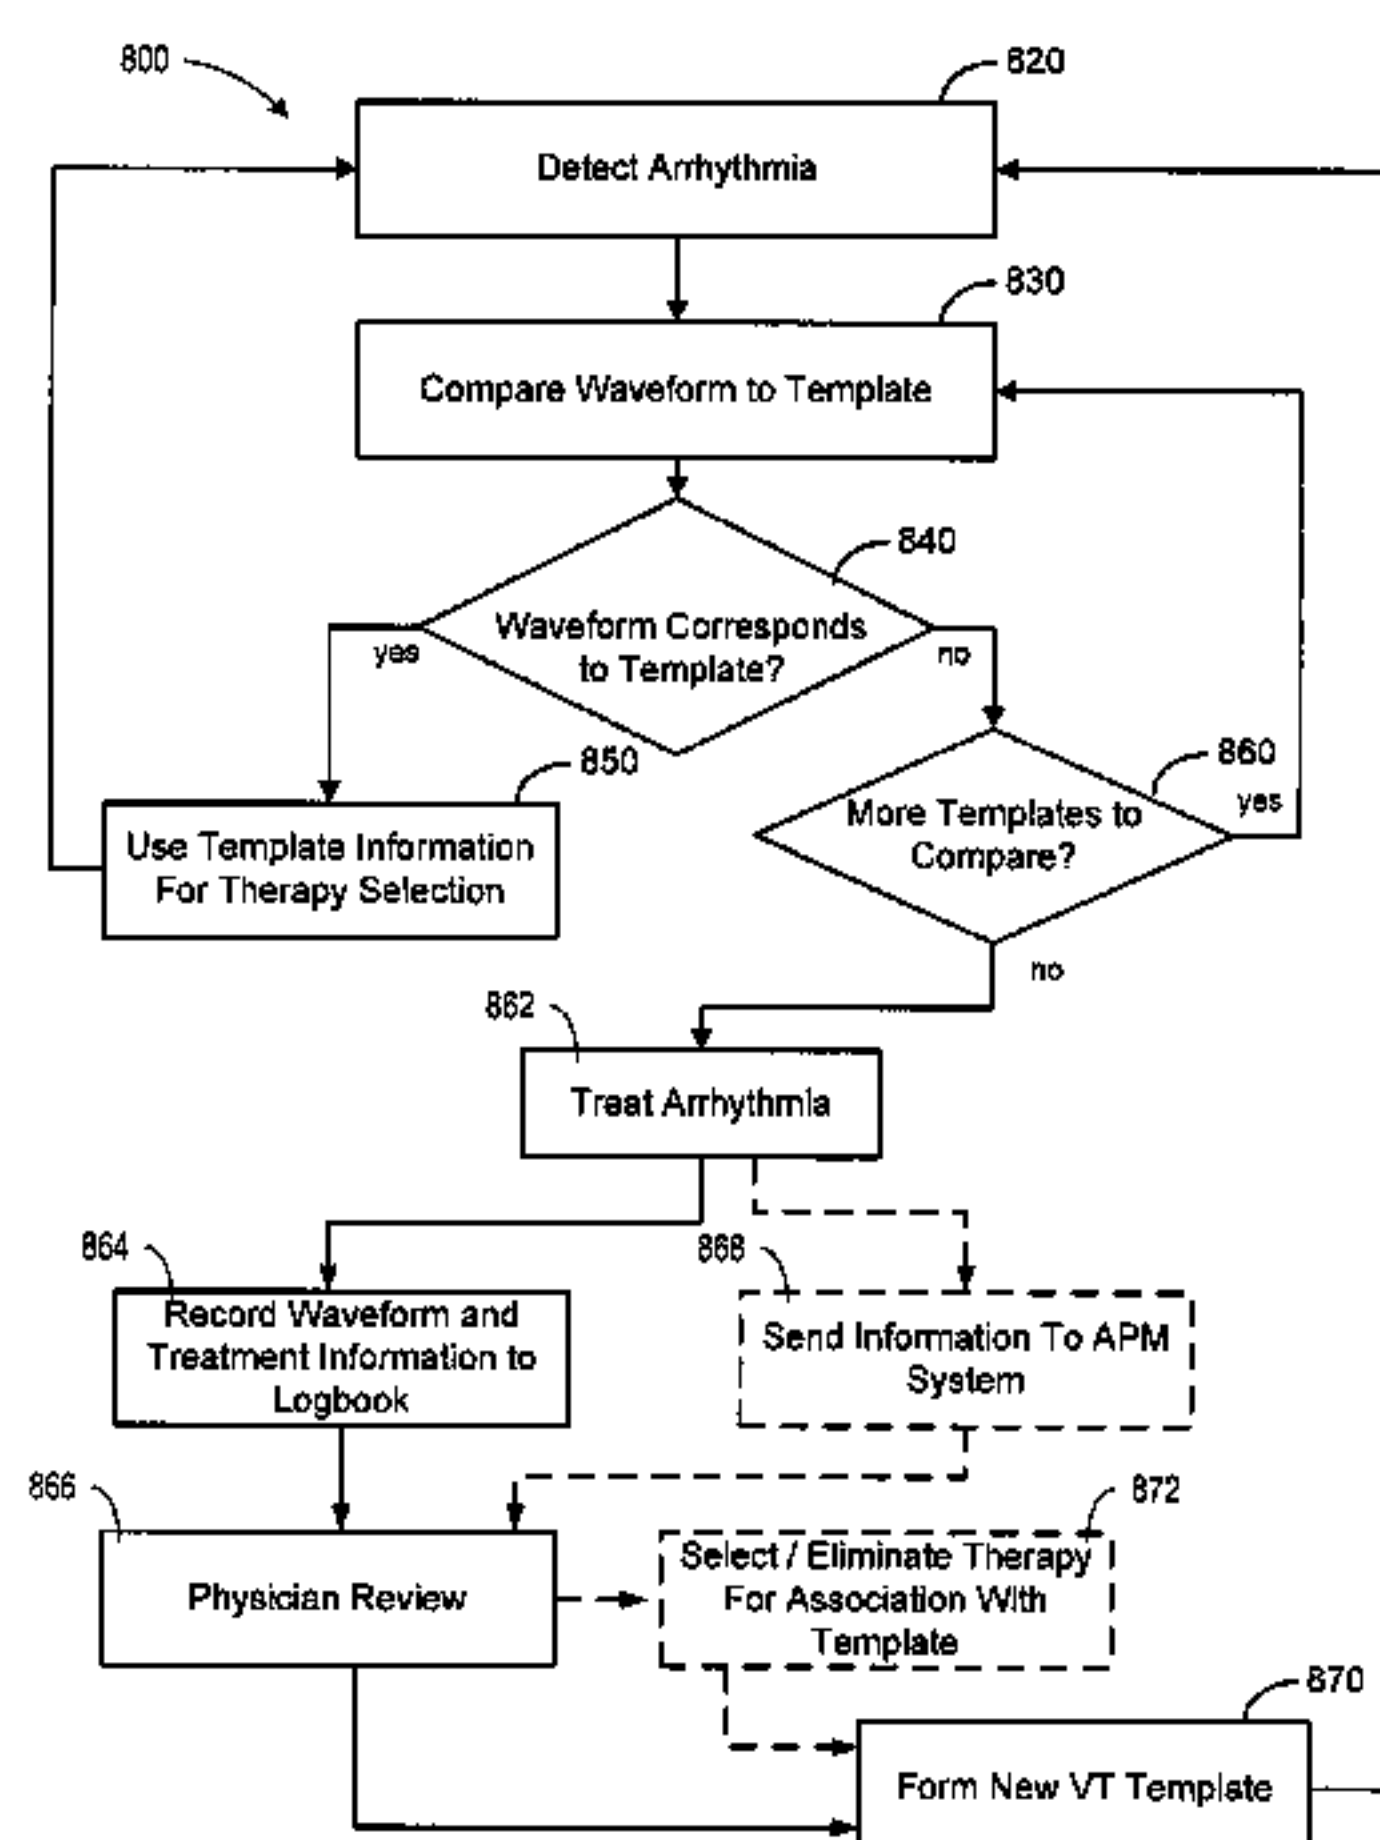 800
820
Detect Arrhythmia
830
Compare Waveform to Template
840
Waveform Corresponds
to Template?
yes
no
850
860
Use Template Information
For Therapy Selection
More Templates to
Compare?
yes
no
862
Treat Arrhythmia
864
868
Record Waveform and
Treatment Information to
Logbook
Send Information To APM
System
866
872
Physician Review
Select / Eliminate Therapy
For Association With
Template
870
Form New VT Template